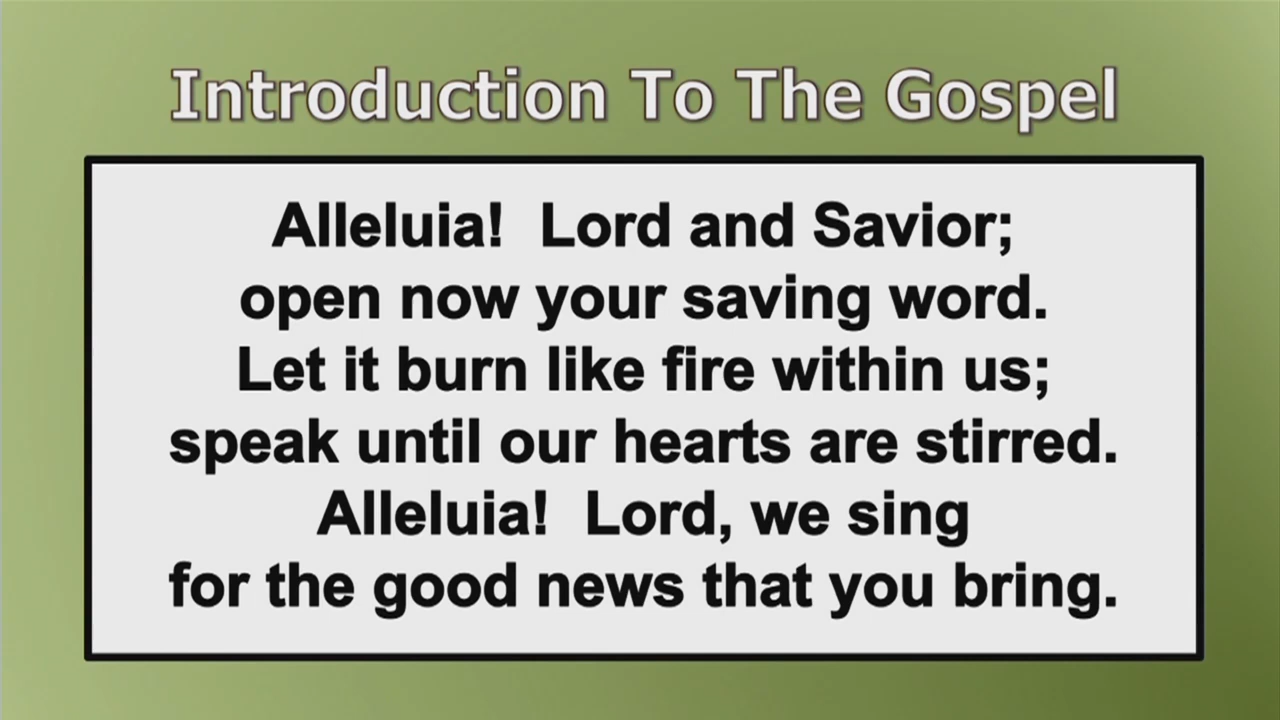 Introduction To The Gospel
Alleluia!  Lord and Savior;
open now your saving word.
Let it burn like fire within us;
speak until our hearts are stirred.
Alleluia!  Lord, we sing
for the good news that you bring.